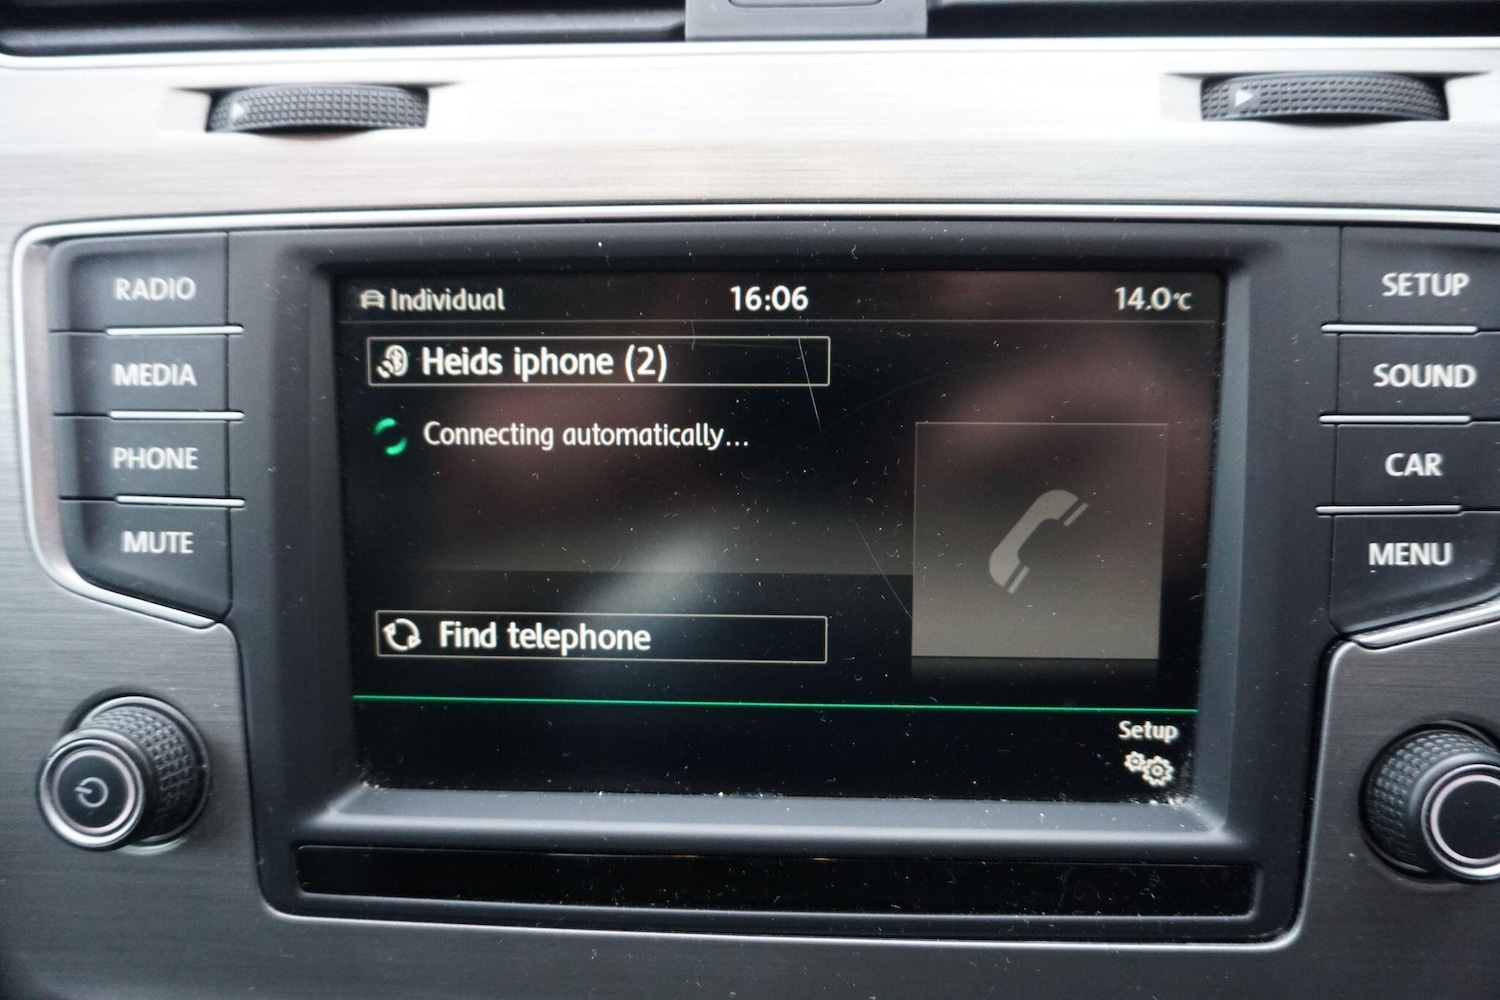 RADIO
MEDIA
PHONE
MUTE
Individual 16:06 14.0°C
Heids iphone (2)
Connecting automatically...
Find telephone
Setup
SETUP
SOUND
CAR
MENU